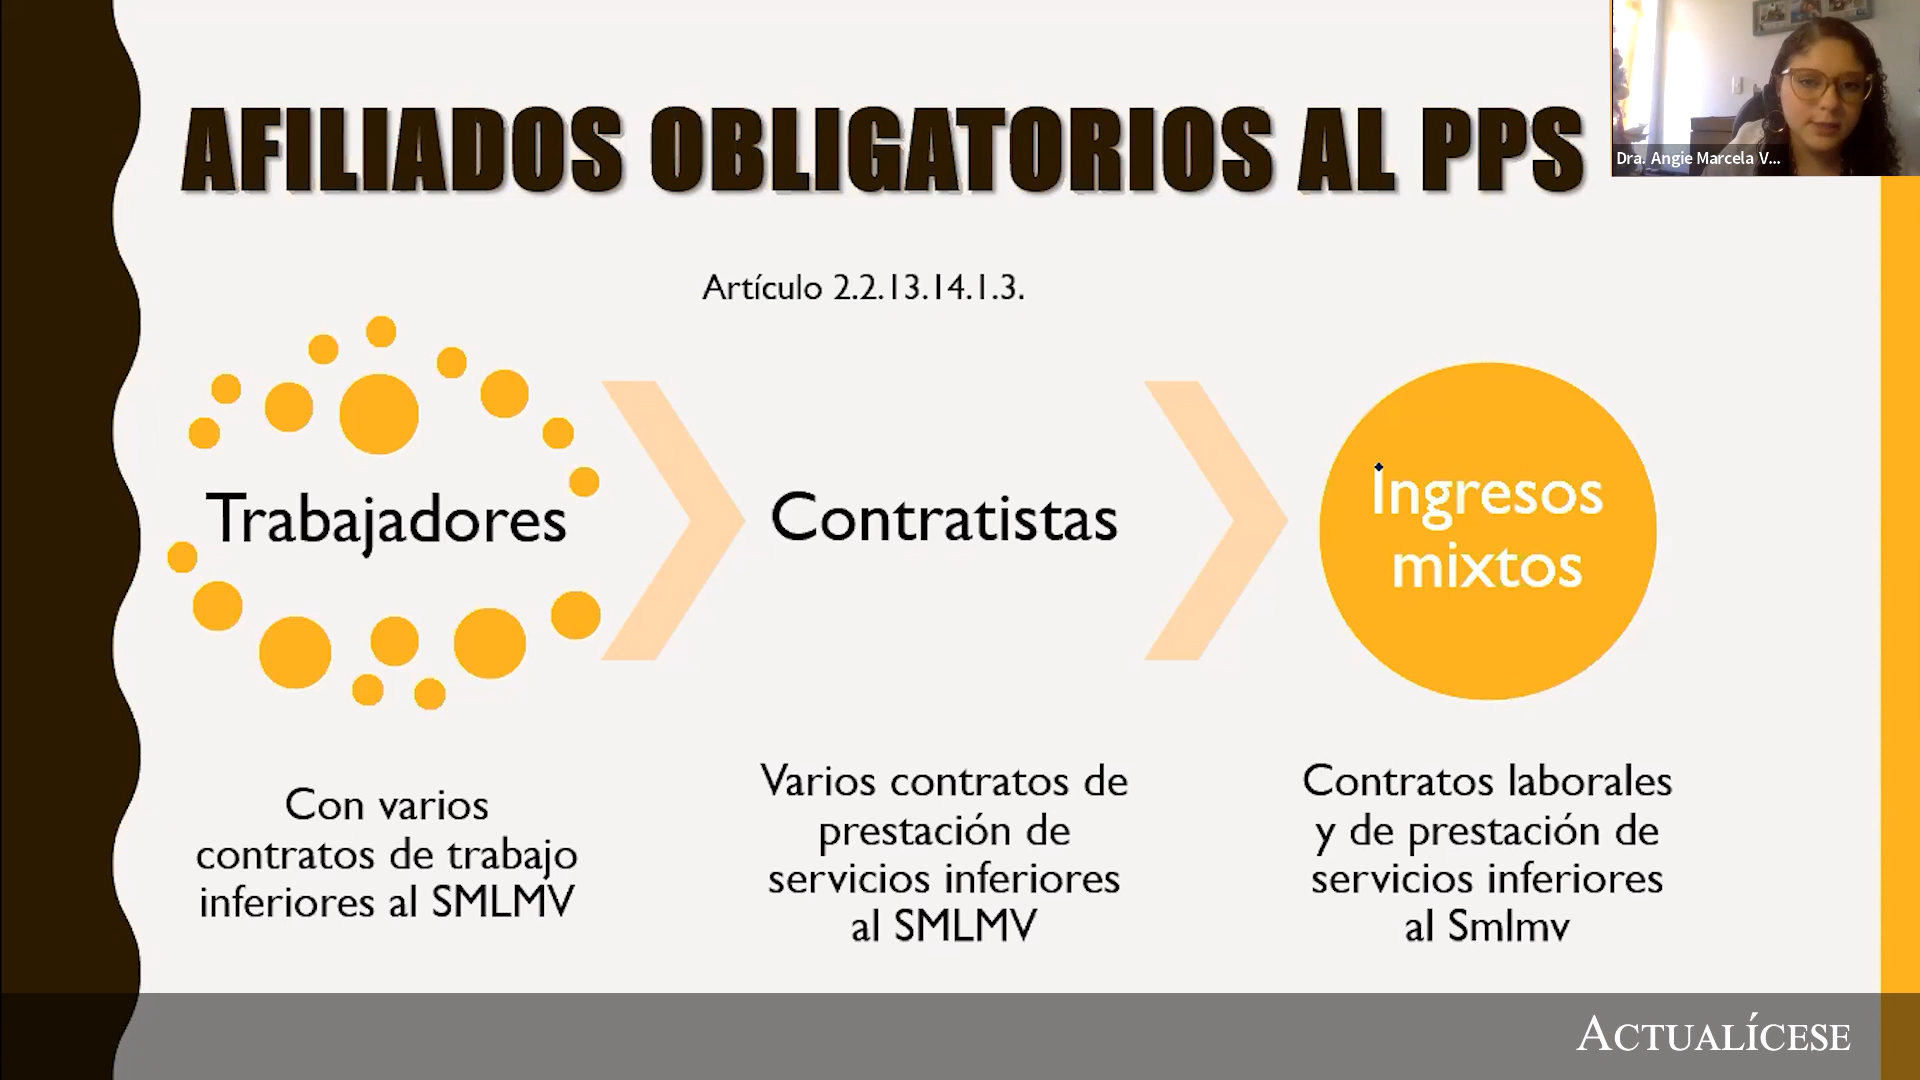 AFILIADOS OBLIGATORIOS AL PPS
Dra. Angie Marcela V...
Artículo 2.2.13.14.1.3.
Trabajadores
Contratistas
Ingresos
mixtos
Con varios
contratos de trabajo
inferiores al SMLMV
Varios contratos de
prestación de
servicios inferiores
al SMLMV
Contratos laborales
y de prestación de
servicios inferiores
al Smlmv
ACTUALÍCESE